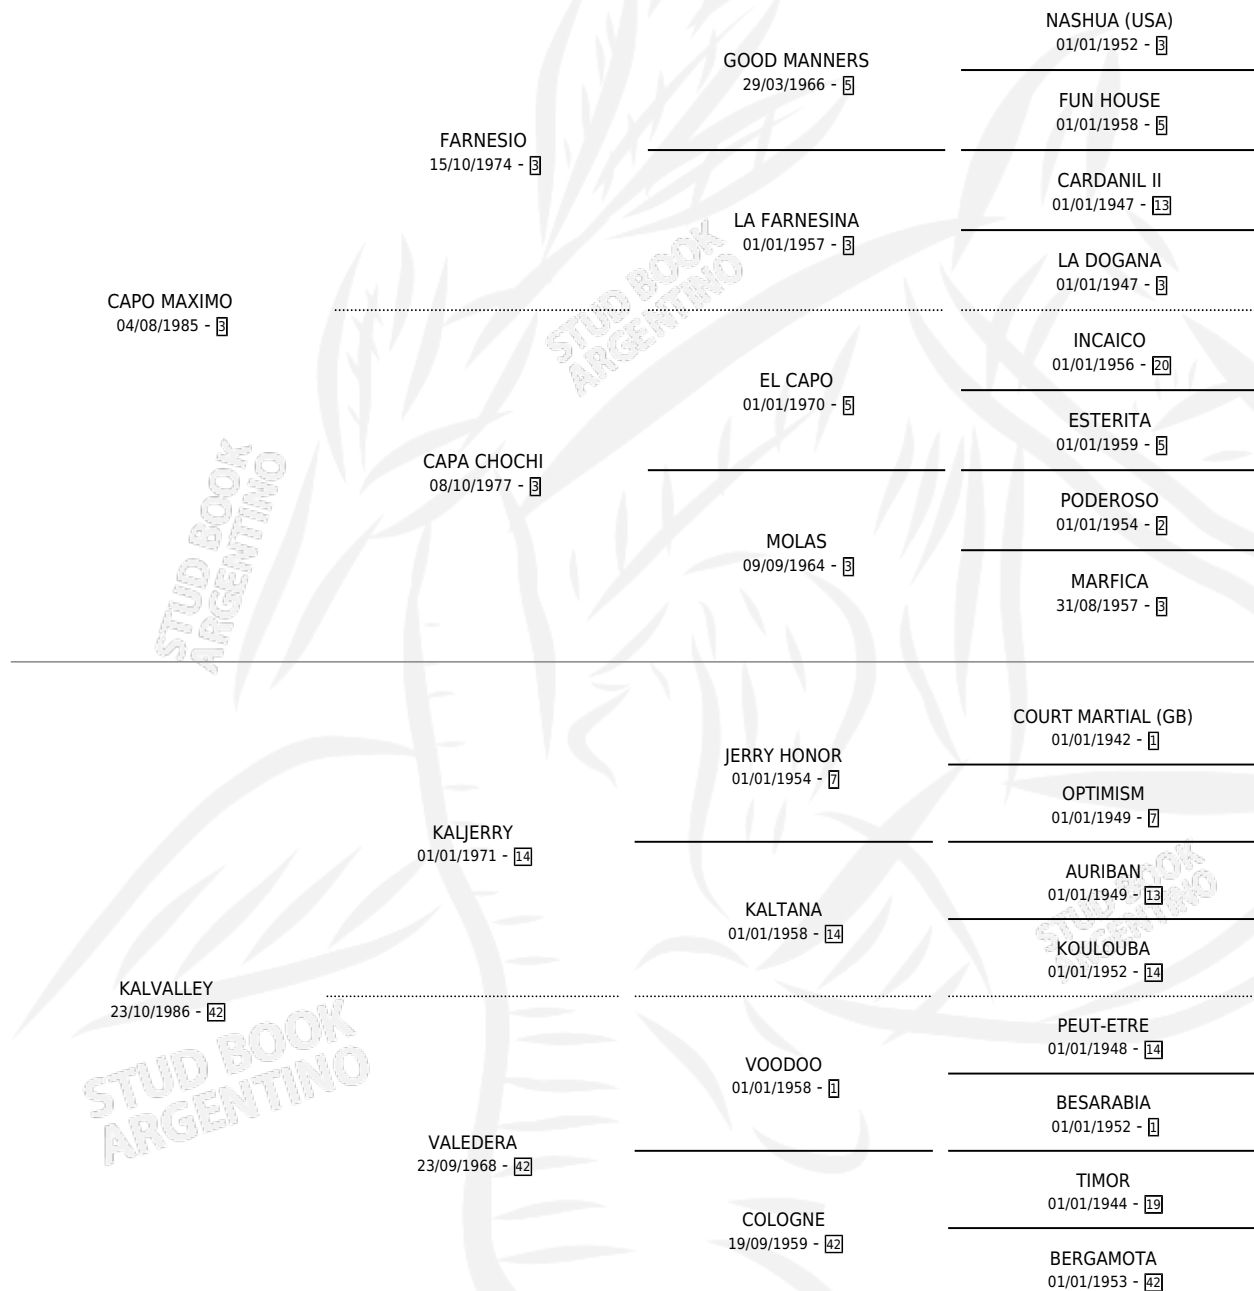 NASHUA (USA)
01/01/1952 - 3
GOOD MANNERS
29/03/1966 - 5
FUN HOUSE
01/01/1958 - 5
FARNESIO
15/10/1974 - 3
CARDANIL II
01/01/1947 - 13
LA FARNESINA
01/01/1957 - 3
LA DOGANA
01/01/1947 - 3
CAPO MAXIMO
04/08/1985 - 3
INCAICO
01/01/1956 - 20
EL CAPO
01/01/1970 - 5
ESTERITA
01/01/1959 - 5
CAPA CHOCHI
08/10/1977 - 3
PODEROSO
01/01/1954 - 2
MOLAS
09/09/1964 - 3
MARFICA
31/08/1957 - 3
COURT MARTIAL (GB)
01/01/1942 - 1
JERRY HONOR
01/01/1954 - 7
OPTIMISM
01/01/1949 - 7
KALJERRY
01/01/1971 - 14
AURIBAN
01/01/1949 - 13
KALTANA
01/01/1958 - 14
KOULOUBA
01/01/1952 - 14
KALVALLEY
23/10/1986 - 42
PEUT-ETRE
01/01/1948 - 14
VOODOO
01/01/1958 - 1
BESARABIA
01/01/1952 - 1
VALEDERA
23/09/1968 - 42
TIMOR
01/01/1944 - 19
COLOGNE
19/09/1959 - 42
BERGAMOTA
01/01/1953 - 42
STUD BOOK
ARGENTINO
STUD BOOK
ARGENTINO
STUD BOOK
ARGENTINO
STUD BOOK
ARGENTINO